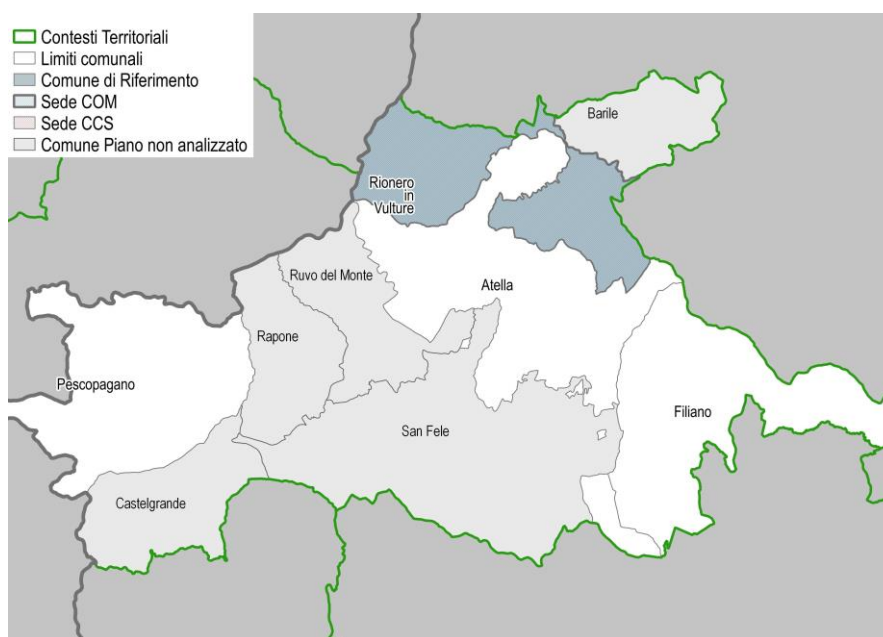 Contesti Territoriali
Limiti comunali
Comune di Riferimento
Sede COM
Sede CCS
Comune Piano non analizzato
Barile
Rionero
in
Vulture
Ruvo del Monte
Atella
Rapone
Pescopagano
Filiano
San Fele
Castelgrande